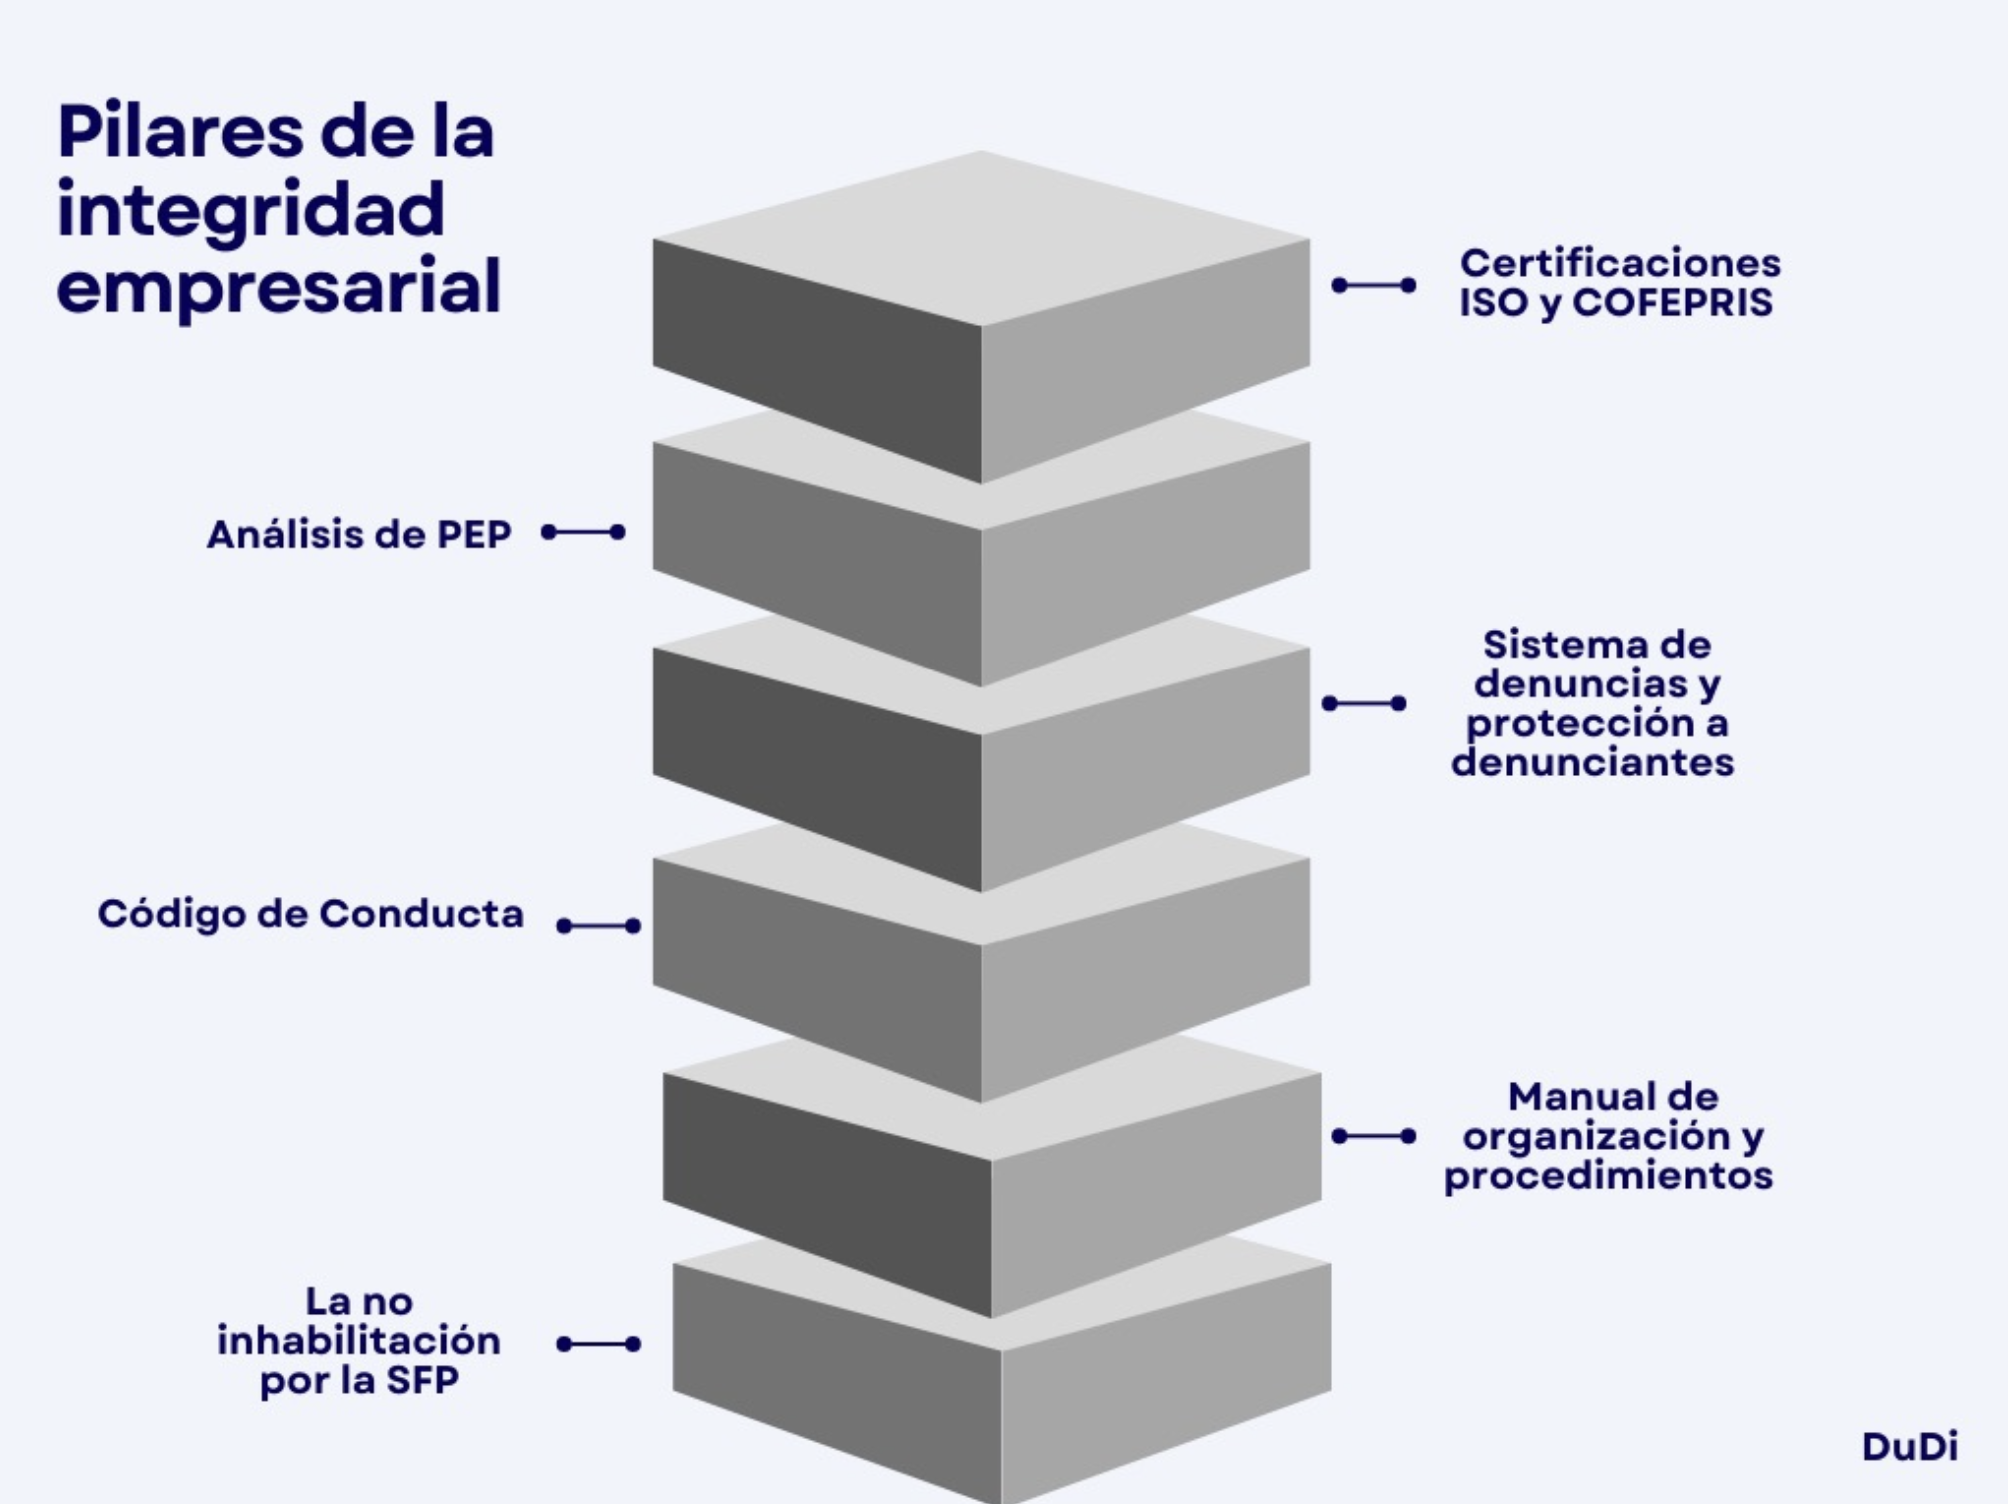 Pilares de la
integridad
empresarial
Certificaciones
ISO y COFEPRIS
Análisis de PEP
Sistema de
denuncias y
protección a
denunciantes
Código de Conducta
Manual de
organización y
procedimientos
La no
inhabilitación
por la SFP
DuDi